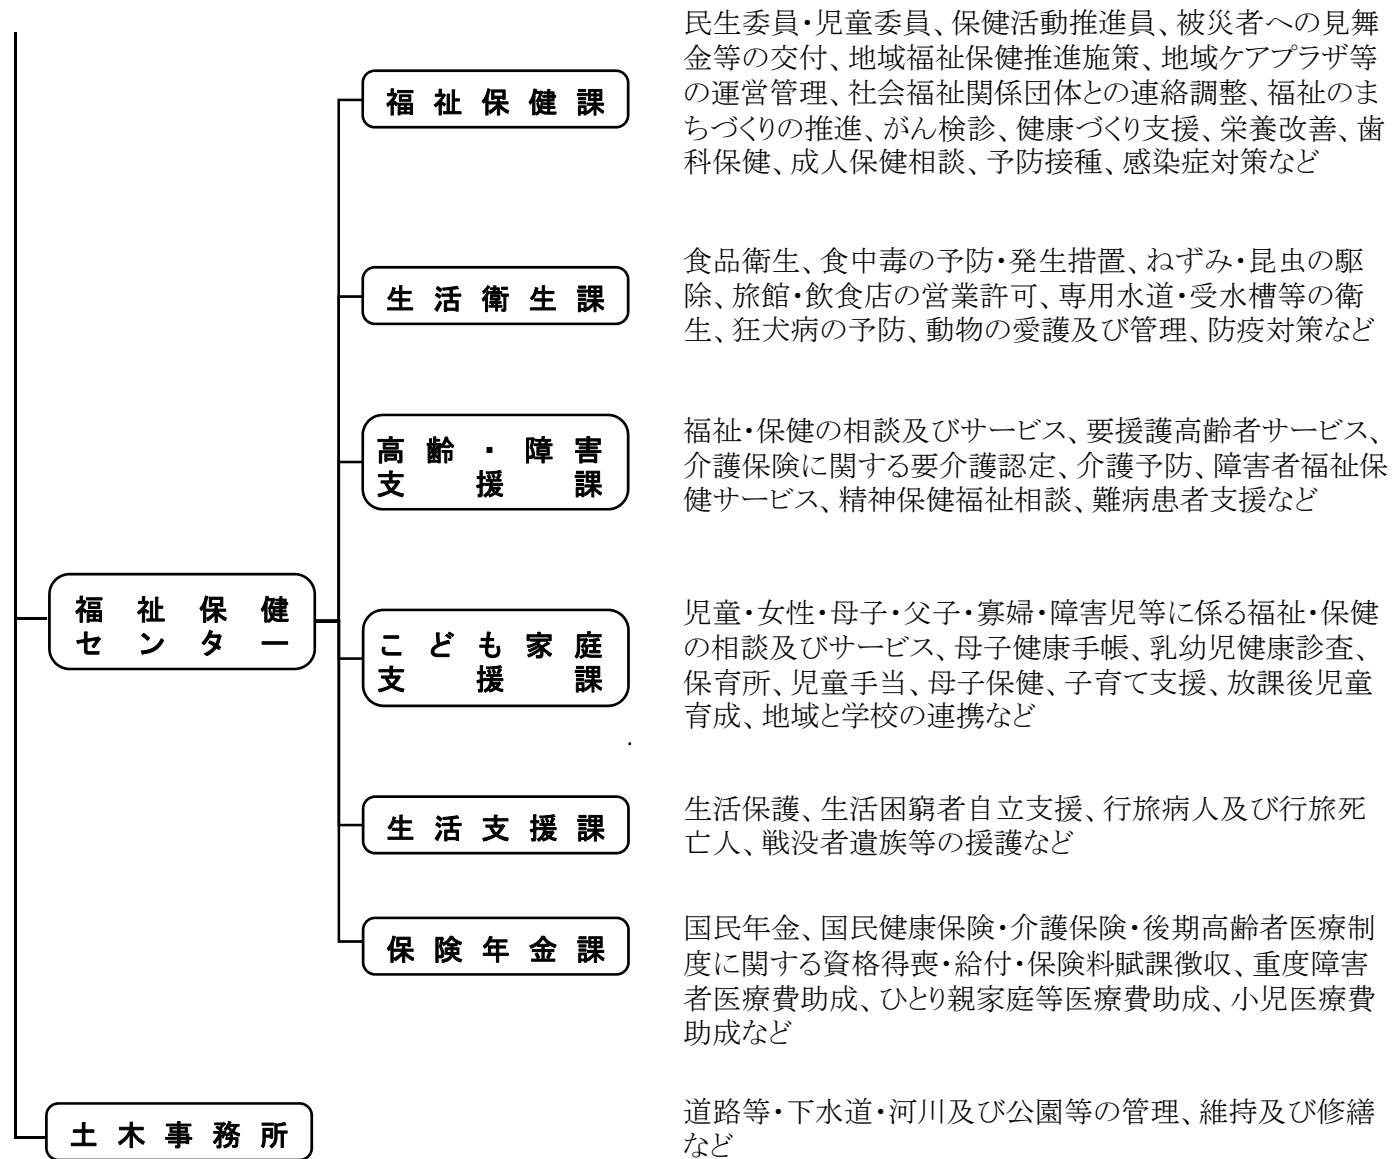 民生委員・児童委員、保健活動推進員、被災者への見舞
金等の交付、地域福祉保健推進施策、地域ケアプラザ等
の運営管理、社会福祉関係団体との連絡調整、福祉のま
ちづくりの推進、がん検診、健康づくり支援、栄養改善、歯
科保健、成人保健相談、予防接種、感染症対策など
福祉保健課
食品衛生、食中毒の予防・発生措置、ねずみ・昆虫の駆
除、旅館・飲食店の営業許可、専用水道・受水槽等の衛
生、狂犬病の予防、動物の愛護及び管理、防疫対策など
生活衛生課
高齢・障害
支援課
福祉・保健の相談及びサービス、要援護高齢者サービス、
介護保険に関する要介護認定、介護予防、障害者福祉保
健サービス、精神保健福祉相談、難病患者支援など
福祉保健
センター
こども家庭
支援課
児童・女性・母子・父子・寡婦・障害児等に係る福祉・保健
の相談及びサービス、母子健康手帳、乳幼児健康診査、
保育所、児童手当、母子保健、子育て支援、放課後児童
育成、地域と学校の連携など
生活支援課
生活保護、生活困窮者自立支援、行旅病人及び行旅死
亡人、戦没者遺族等の援護など
保険年金課
国民年金、国民健康保険・介護保険・後期高齢者医療制
度に関する資格得喪・給付・保険料賦課徴収、重度障害
者医療費助成、ひとり親家庭等医療費助成、小児医療費
助成など
土木事務所
道路等・下水道・河川及び公園等の管理、維持及び修繕
など